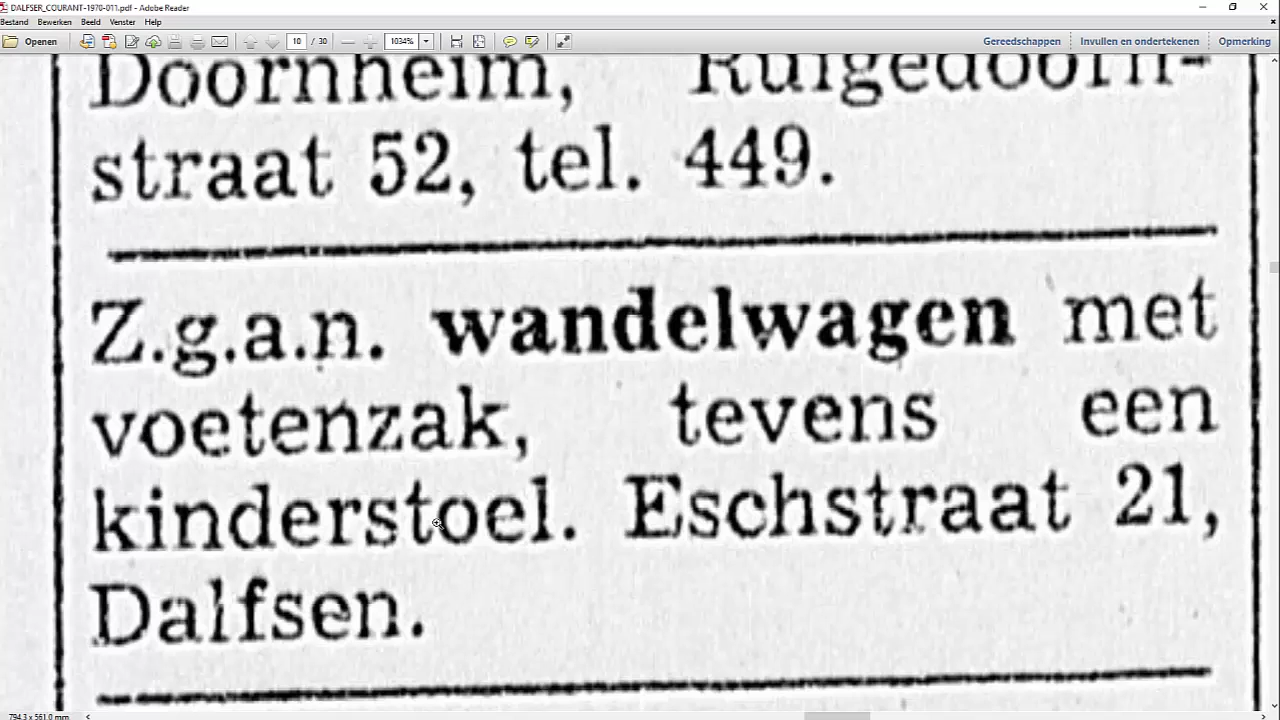 DALFSER_COURANT-1970-011.pdf - Adobe Reader
Bestand Bewerken Beeld Venster Help
Openen 10 / 30 1034% Gereedschappen Invullen en ondertekenen Opmerking
Doornheim, Ruigedoorn-
straat 52, tel. 449.
Z.g.a.n. wandelwagen met
voetenzak, tevens een
kinderstoel. Eschstraat 21,
Dalfsen.
794,3 x 561,0 mm